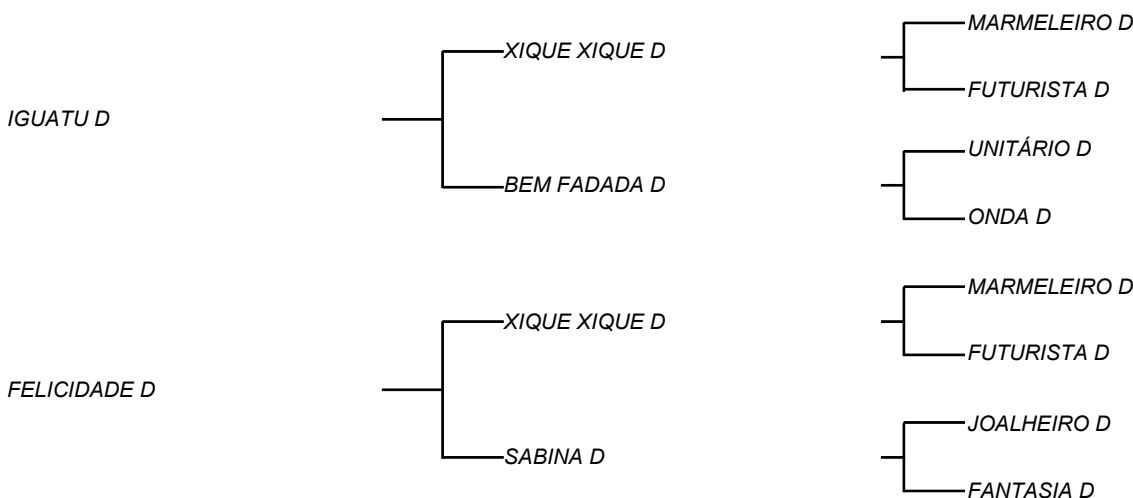 MARMELEIRO D
XIQUE XIQUE D
FUTURISTA D
IGUATU D
UNITÁRIO D
BEM FADADA D
ONDA D
MARMELEIRO D
XIQUE XIQUE D
FUTURISTA D
FELICIDADE D
JOALHEIRO D
SABINA D
FANTASIA D